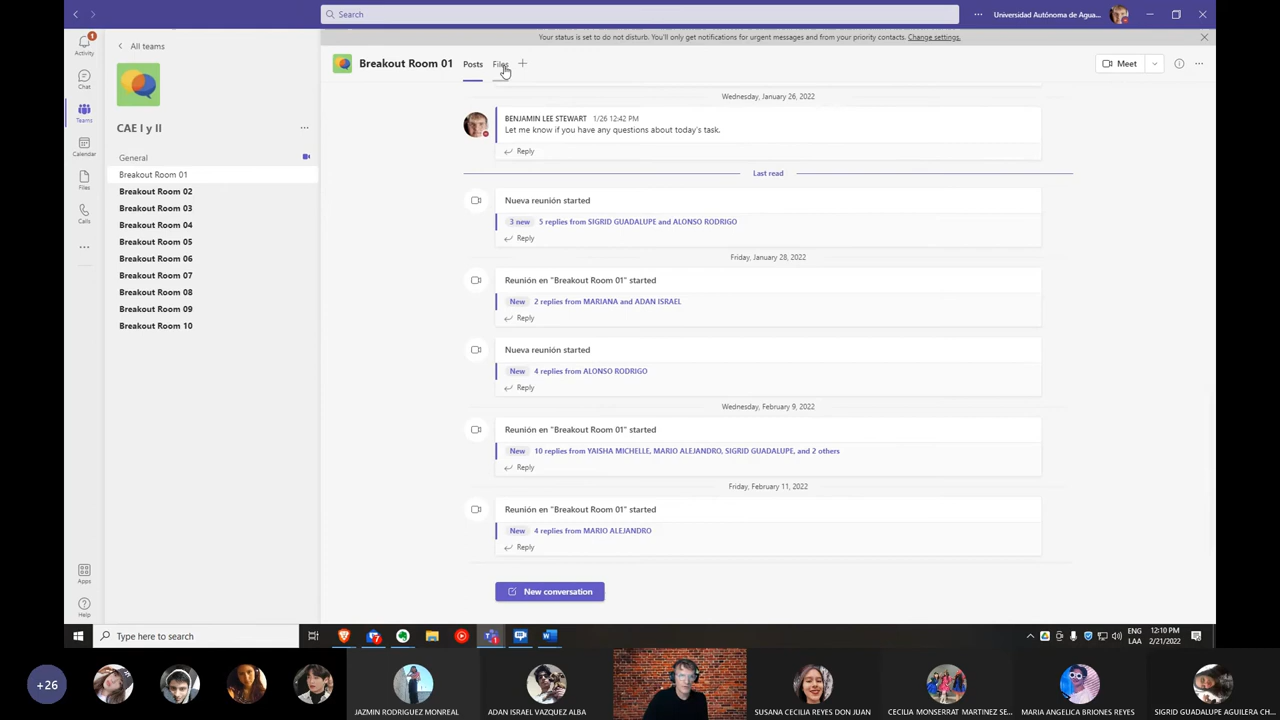 Search
Universidad Autónoma de Agua...
Your status is set to do not disturb. You'll only get notifications for urgent messages and from your priority contacts. Change settings.
1
Activity
Chat
Teams
Calendar
Files
Calls
Apps
Help
All teams
CAE I y II
General
Breakout Room 01
Breakout Room 02
Breakout Room 03
Breakout Room 04
Breakout Room 05
Breakout Room 06
Breakout Room 07
Breakout Room 08
Breakout Room 09
Breakout Room 10
Breakout Room 01 Posts Files
Meet
Wednesday, January 26, 2022
BENJAMIN LEE STEWART 1/26 12:42 PM
Let me know if you have any questions about today's task.
Reply
Last read
Nueva reunión started
3 new 5 replies from SIGRID GUADALUPE and ALONSO RODRIGO
Reply
Friday, January 28, 2022
Reunión en "Breakout Room 01" started
New 2 replies from MARIANA and ADAN ISRAEL
Reply
Nueva reunión started
New 4 replies from ALONSO RODRIGO
Reply
Wednesday, February 9, 2022
Reunión en "Breakout Room 01" started
New 10 replies from YAISHA MICHELLE, MARIO ALEJANDRO, SIGRID GUADALUPE, and 2 others
Reply
Friday, February 11, 2022
Reunión en "Breakout Room 01" started
New 4 replies from MARIO ALEJANDRO
Reply
New conversation
Type here to search
ENG
LAA
12:10 PM
2/21/2022
+26
JAZMIN RODRIGUEZ MONREAL
ADAN ISRAEL VAZQUEZ ALBA
SUSANA CECILIA REYES DON JUAN
CECILIA MONSERRAT MARTINEZ SE...
MARIA ANGELICA BRIONES REYES
SIGRID GUADALUPE AGUILERA CH...